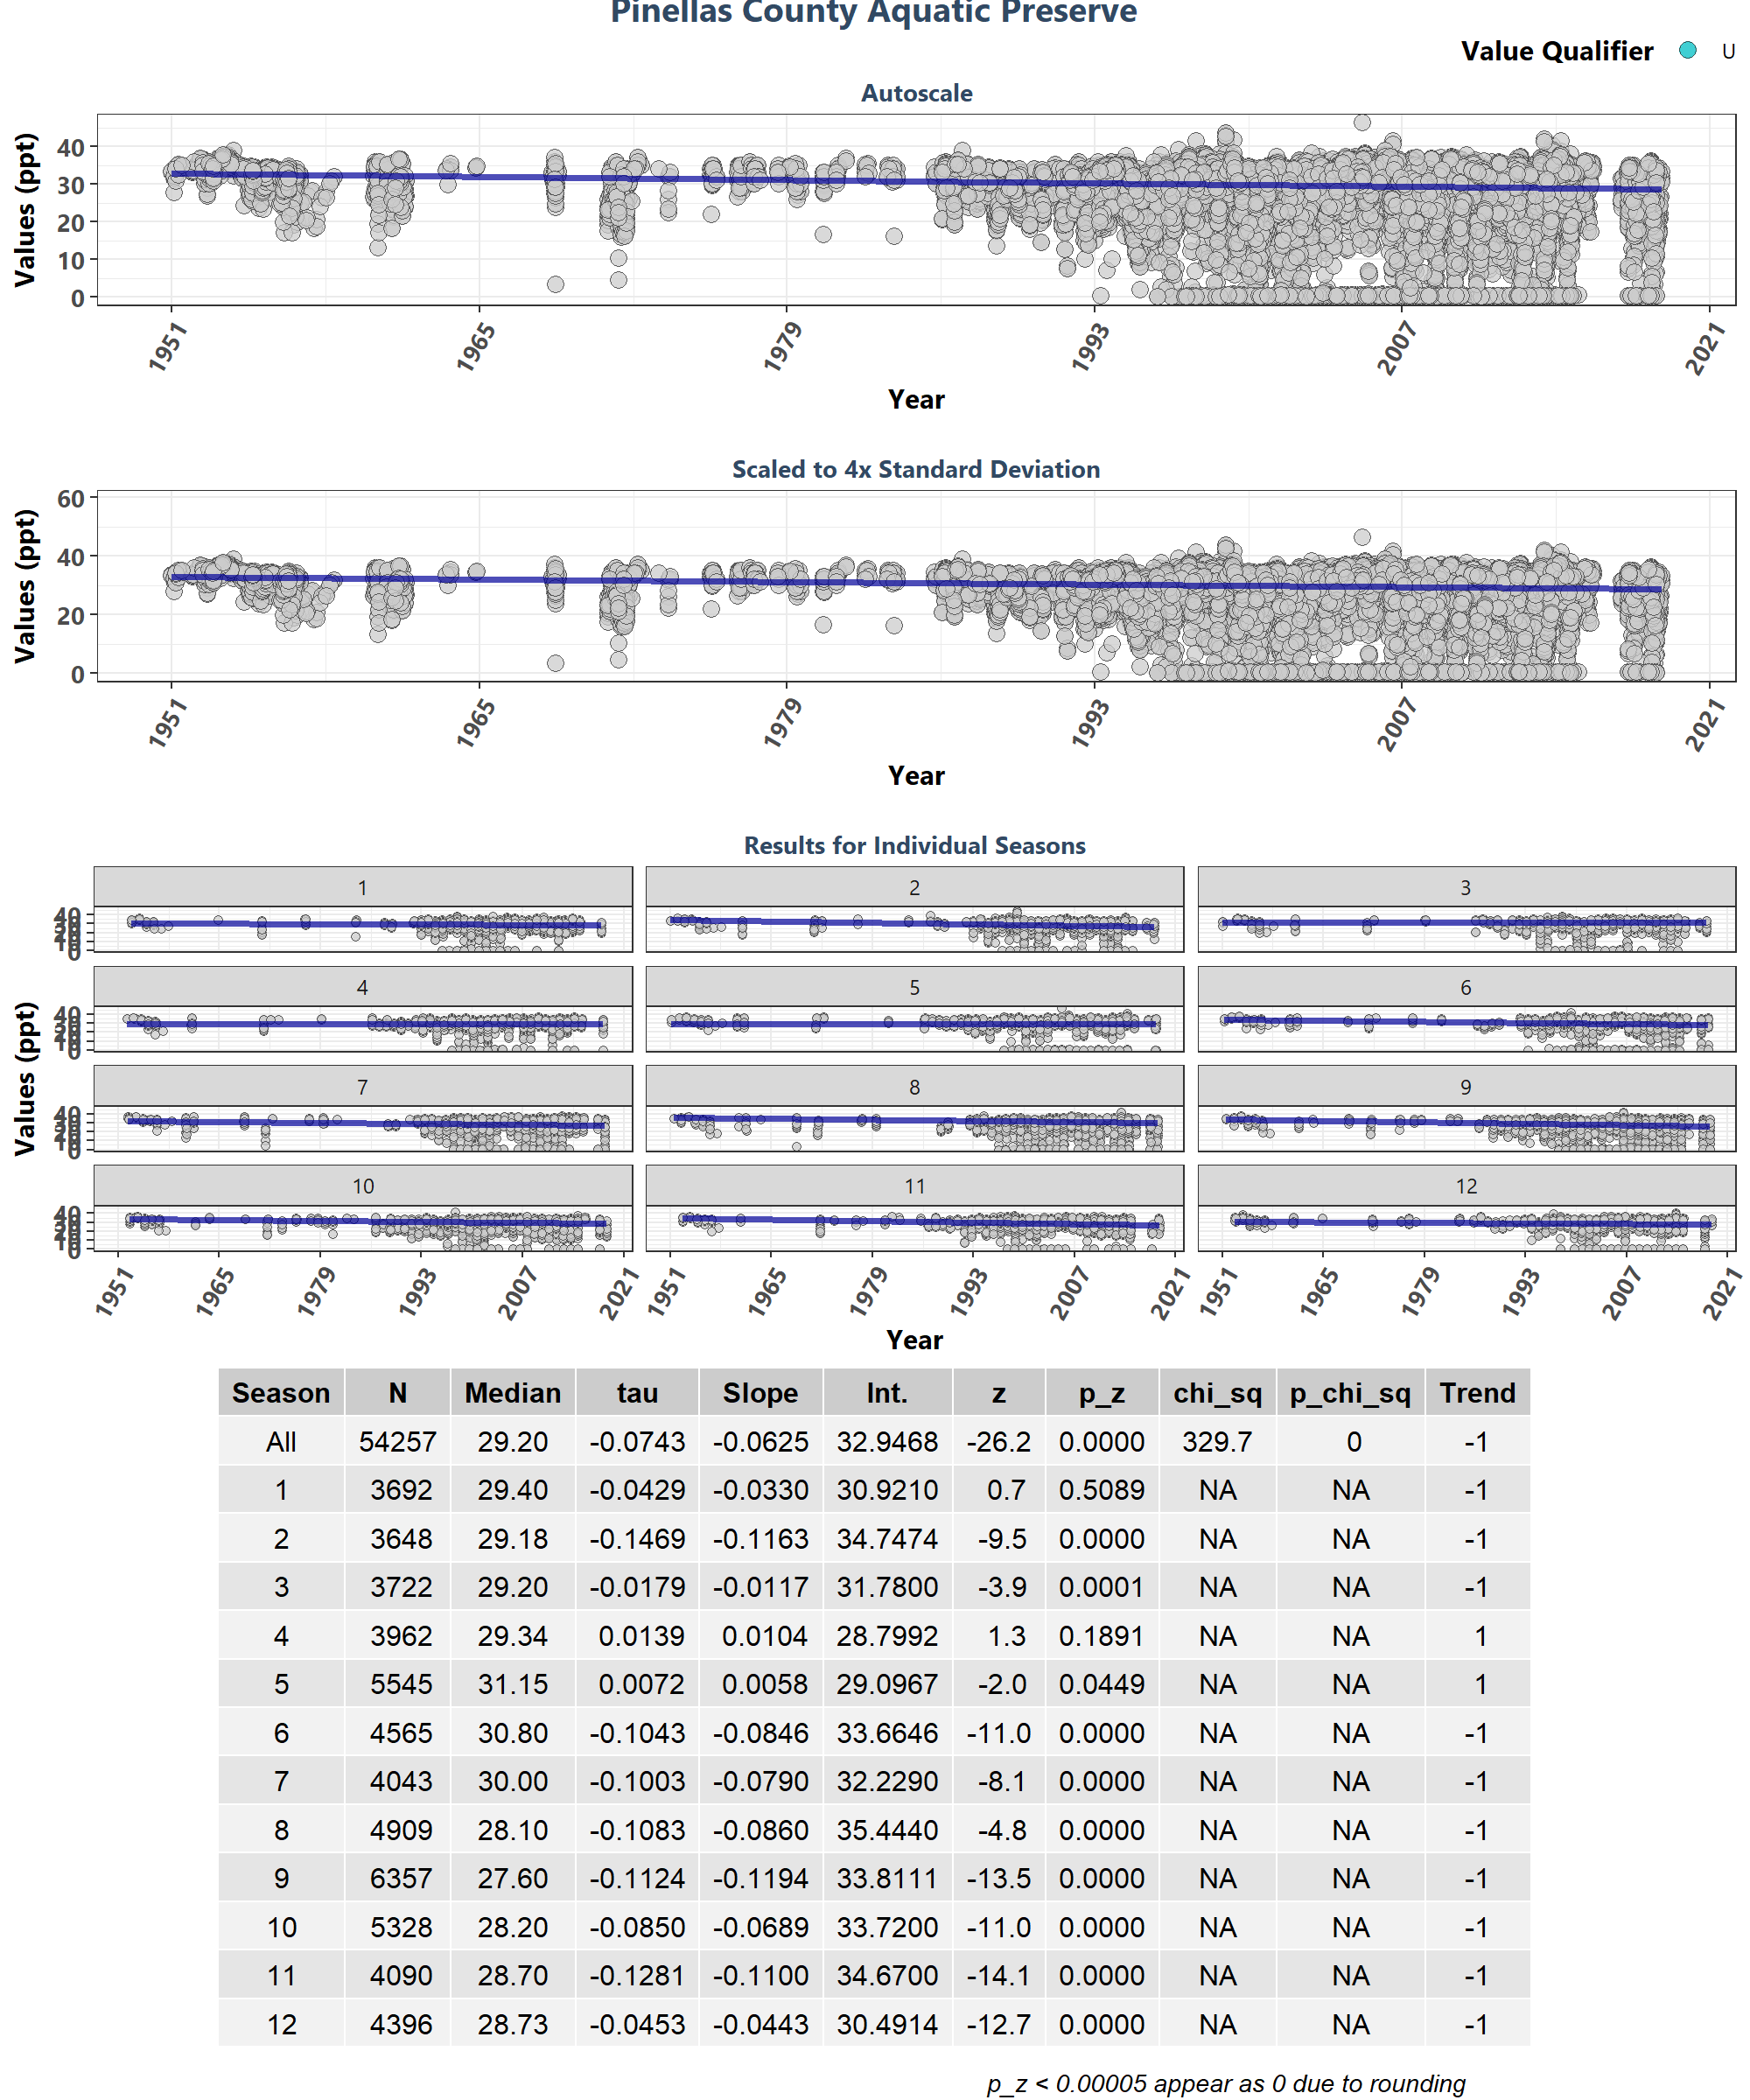 Pinellas County Aquatic Preserve
Value Qualifier U
Autoscale
Values (ppt)
40
30
20
10
0
1951 1965 1979 1993 2007 2021
Year
Scaled to 4x Standard Deviation
Values (ppt)
60
40
20
0
1951 1965 1979 1993 2007 2021
Year
Results for Individual Seasons
1 2 3
40
0
4 5 6
40
0
Values (ppt)
7 8 9
40
0
10 11 12
40
0
1951 1965 1979 1993 2007 2021 1951 1965 1979 1993 2007 2021 1951 1965 1979 1993 2007 2021
Year
Season N Median tau Slope Int. z p_z chi_sq p_chi_sq Trend
All 54257 29.20 -0.0743 -0.0625 32.9468 -26.2 0.0000 329.7 0 -1
1 3692 29.40 -0.0429 -0.0330 30.9210 0.7 0.5089 NA NA -1
2 3648 29.18 -0.1469 -0.1163 34.7474 -9.5 0.0000 NA NA -1
3 3722 29.20 -0.0179 -0.0117 31.7800 -3.9 0.0001 NA NA -1
4 3962 29.34 0.0139 0.0104 28.7992 1.3 0.1891 NA NA 1
5 5545 31.15 0.0072 0.0058 29.0967 -2.0 0.0449 NA NA 1
6 4565 30.80 -0.1043 -0.0846 33.6646 -11.0 0.0000 NA NA -1
7 4043 30.00 -0.1003 -0.0790 32.2290 -8.1 0.0000 NA NA -1
8 4909 28.10 -0.1083 -0.0860 35.4440 -4.8 0.0000 NA NA -1
9 6357 27.60 -0.1124 -0.1194 33.8111 -13.5 0.0000 NA NA -1
10 5328 28.20 -0.0850 -0.0689 33.7200 -11.0 0.0000 NA NA -1
11 4090 28.70 -0.1281 -0.1100 34.6700 -14.1 0.0000 NA NA -1
12 4396 28.73 -0.0453 -0.0443 30.4914 -12.7 0.0000 NA NA -1
p_z < 0.00005 appear as 0 due to rounding